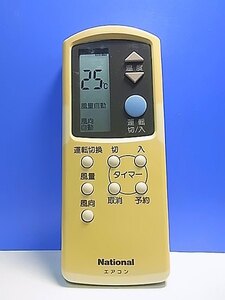 25℃
温度
風量自動
風向
自動
運転
切/入
運転切換 切 入
風量 タイマー
風向 取消 予約
National
エアコン